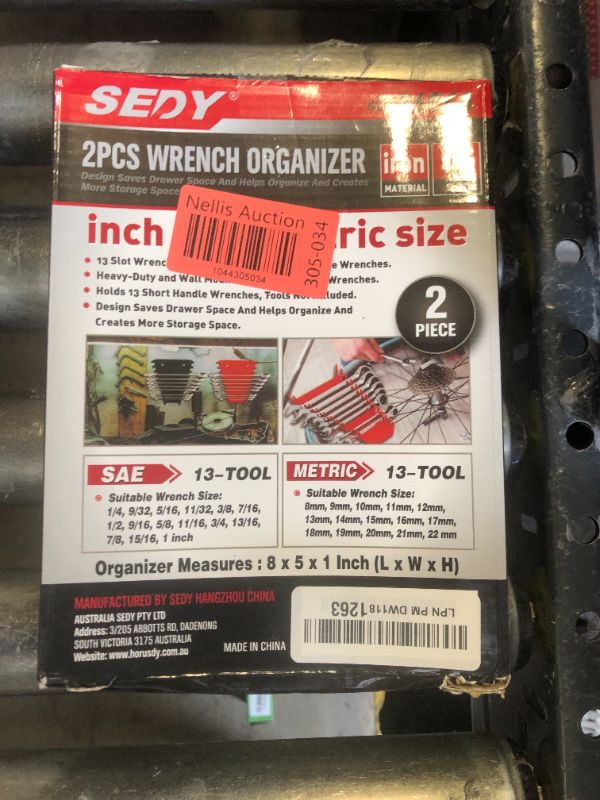 SEDY®
2PCS WRENCH ORGANIZER
Design Saves Drawer Space And Helps Organize And Creates
More Storage Space
MATERIAL
Nellis Auction
1044305034
305-034
inch
ric size
• 13 Slot Wrenc
e Wrenches.
• Heavy-Duty and Wall
Wrenches.
• Holds 13 Short Handle Wrenches, Tools Not Included.
• Design Saves Drawer Space And Helps Organize And
Creates More Storage Space.
2
PIECE
SAE 13-TOOL
Suitable Wrench Size:
1/4, 9/32, 5/16, 11/32, 3/8, 7/16,
1/2, 9/16, 5/8, 11/16, 3/4, 13/16,
7/8, 15/16, 1 inch
METRIC 13-TOOL
Suitable Wrench Size:
8mm, 9mm, 10mm, 11mm, 12mm,
13mm, 14mm, 15mm, 16mm, 17mm,
18mm, 19mm, 20mm, 21mm, 22 mm
Organizer Measures : 8 x 5 x 1 Inch (L x W x H)
MANUFACTURED BY SEDY HANGZHOU CHINA
AUSTRALIA SEDY PTY LTD
Address: 3/205 ABBOTTS RD, DADENONG
SOUTH VICTORIA 3175 AUSTRALIA
Website: www.horusdy.com.au
MADE IN CHINA
LPN PM DW118 1263